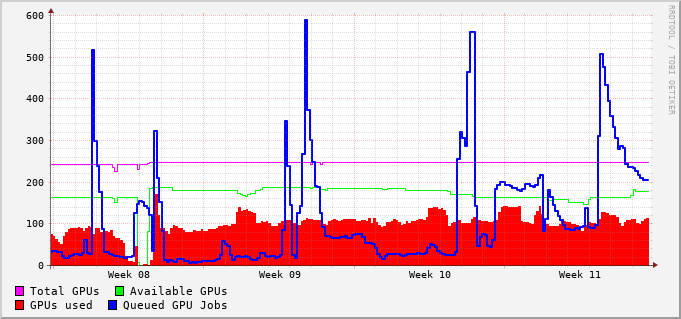 600
500
400
300
200
100
0
Week 08 Week 09 Week 10 Week 11
Total GPUs Available GPUs
GPUs used Queued GPU Jobs
RRDTOOL / TOBI OETIKER